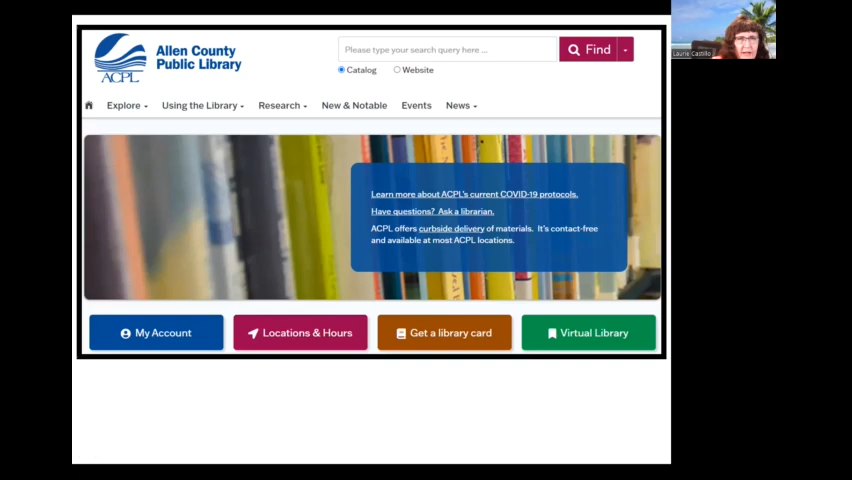 Allen County
Public Library
ACPL
Please type your search query here ...
Find
Catalog Website
Explore Using the Library Research New & Notable Events News
Learn more about ACPL's current COVID-19 protocols.
Have questions? Ask a librarian.
ACPL offers curbside delivery of materials. It's contact-free
and available at most ACPL locations.
My Account Locations & Hours Get a library card Virtual Library
Laurie Castillo